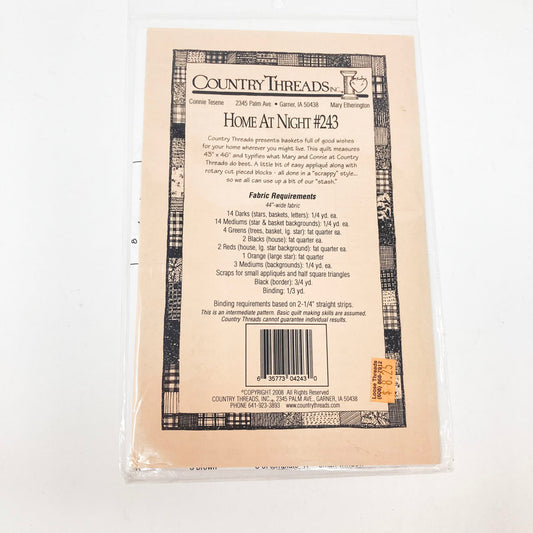 COUNTRY THREADS INC.
Connie Tesene 2345 Palm Ave. • Garner, IA 50438 Mary Etherington
HOME AT NIGHT #243
Country Threads presents baskets full of good wishes
for your home wherever you might live. This quilt measures
43" x 46" and typifies what Mary and Connie at Country
Threads do best. A little bit of easy appliqué along with
rotary cut pieced blocks - all done in a "scrappy" style...
so we all can use up a bit of our "stash."
Fabric Requirements
44"-wide fabric
14 Darks (stars, baskets, letters): 1/4 yd. ea.
14 Mediums (star & basket backgrounds): 1/4 yd. ea.
4 Greens (trees, basket, lg. star): fat quarter ea.
2 Blacks (house): fat quarter ea.
2 Reds (house, lg. star background): fat quarter ea.
1 Orange (large star): fat quarter
3 Mediums (backgrounds): 1/4 yd. ea.
Scraps for small appliqués and half square triangles
Black (border): 3/4 yd.
Binding: 1/3 yd.
Binding requirements based on 2-1/4" straight strips.
This is an intermediate pattern. Basic quilt making skills are assumed.
Country Threads cannot guarantee individual results.
6 35773 04243 0
Loose Threads
$ 8.25
©COPYRIGHT 2008 All Rights Reserved
COUNTRY THREADS, INC., 2345 PALM AVE., GARNER, IA 50438
PHONE 641-923-3893 www.countrythreads.com